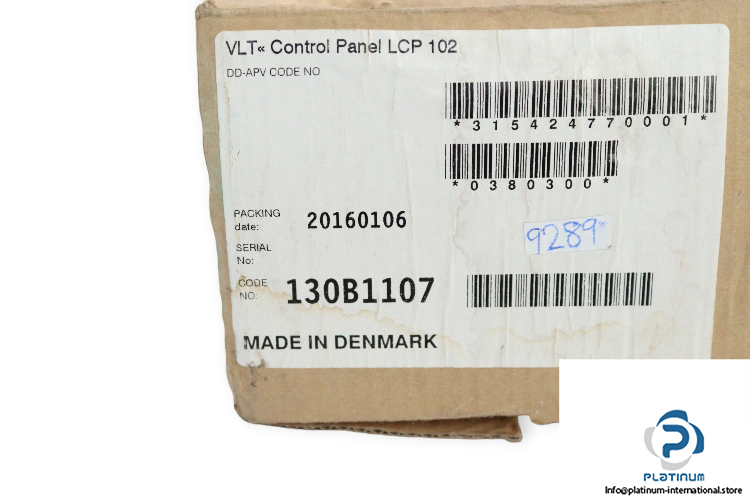 VLT« Control Panel LCP 102
DD-APV CODE NO
*315424770001*
*0380300*
PACKING
date: 20160106
9289
SERIAL
No:
CODE
NO: 130B1107
MADE IN DENMARK
PLATINUM
Info@platinum-international.store